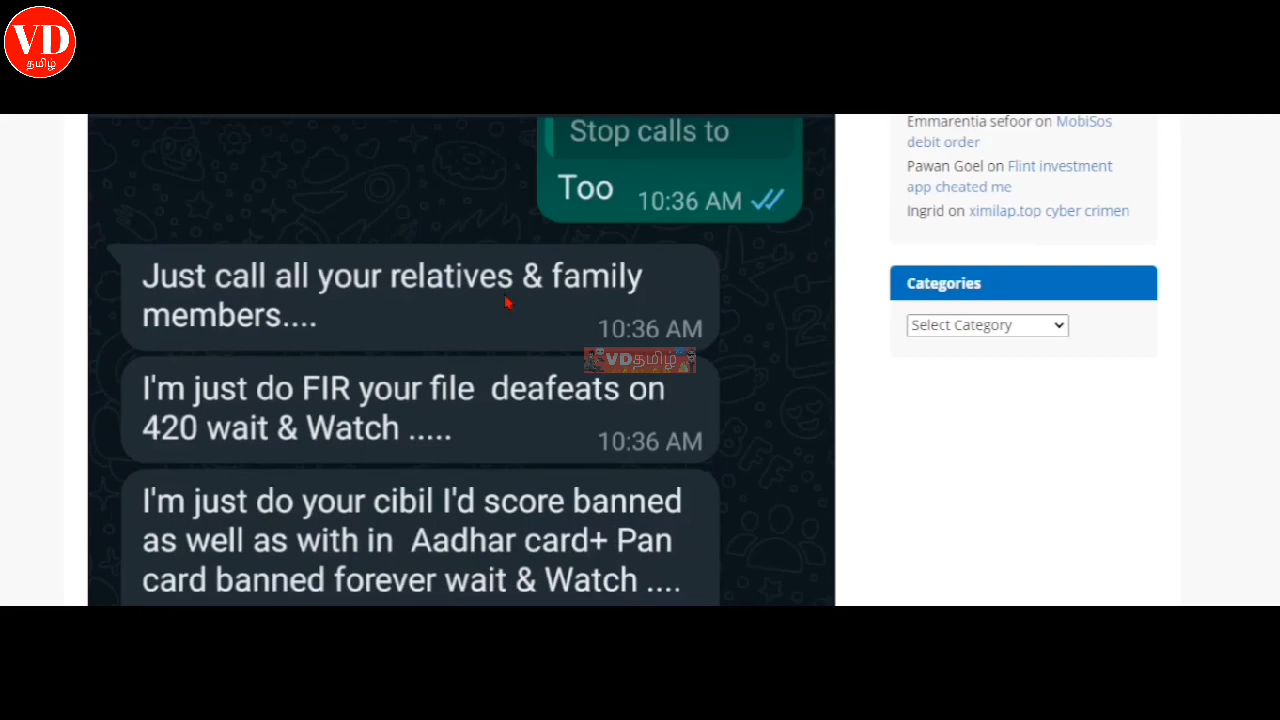 VD
தமிழ்
Stop calls to
Too 10:36 AM
Just call all your relatives & family
members....
10:36 AM
I'm just do FIR your file deafeats on
420 wait & Watch .....
10:36 AM
I'm just do your cibil I'd score banned
as well as with in Aadhar card+ Pan
card banned forever wait & Watch ....
VDதமிழ்
Emmarentia sefoor on MobiSos
debit order
Pawan Goel on Flint investment
app cheated me
Ingrid on ximilap.top cyber crimen
Categories
Select Category